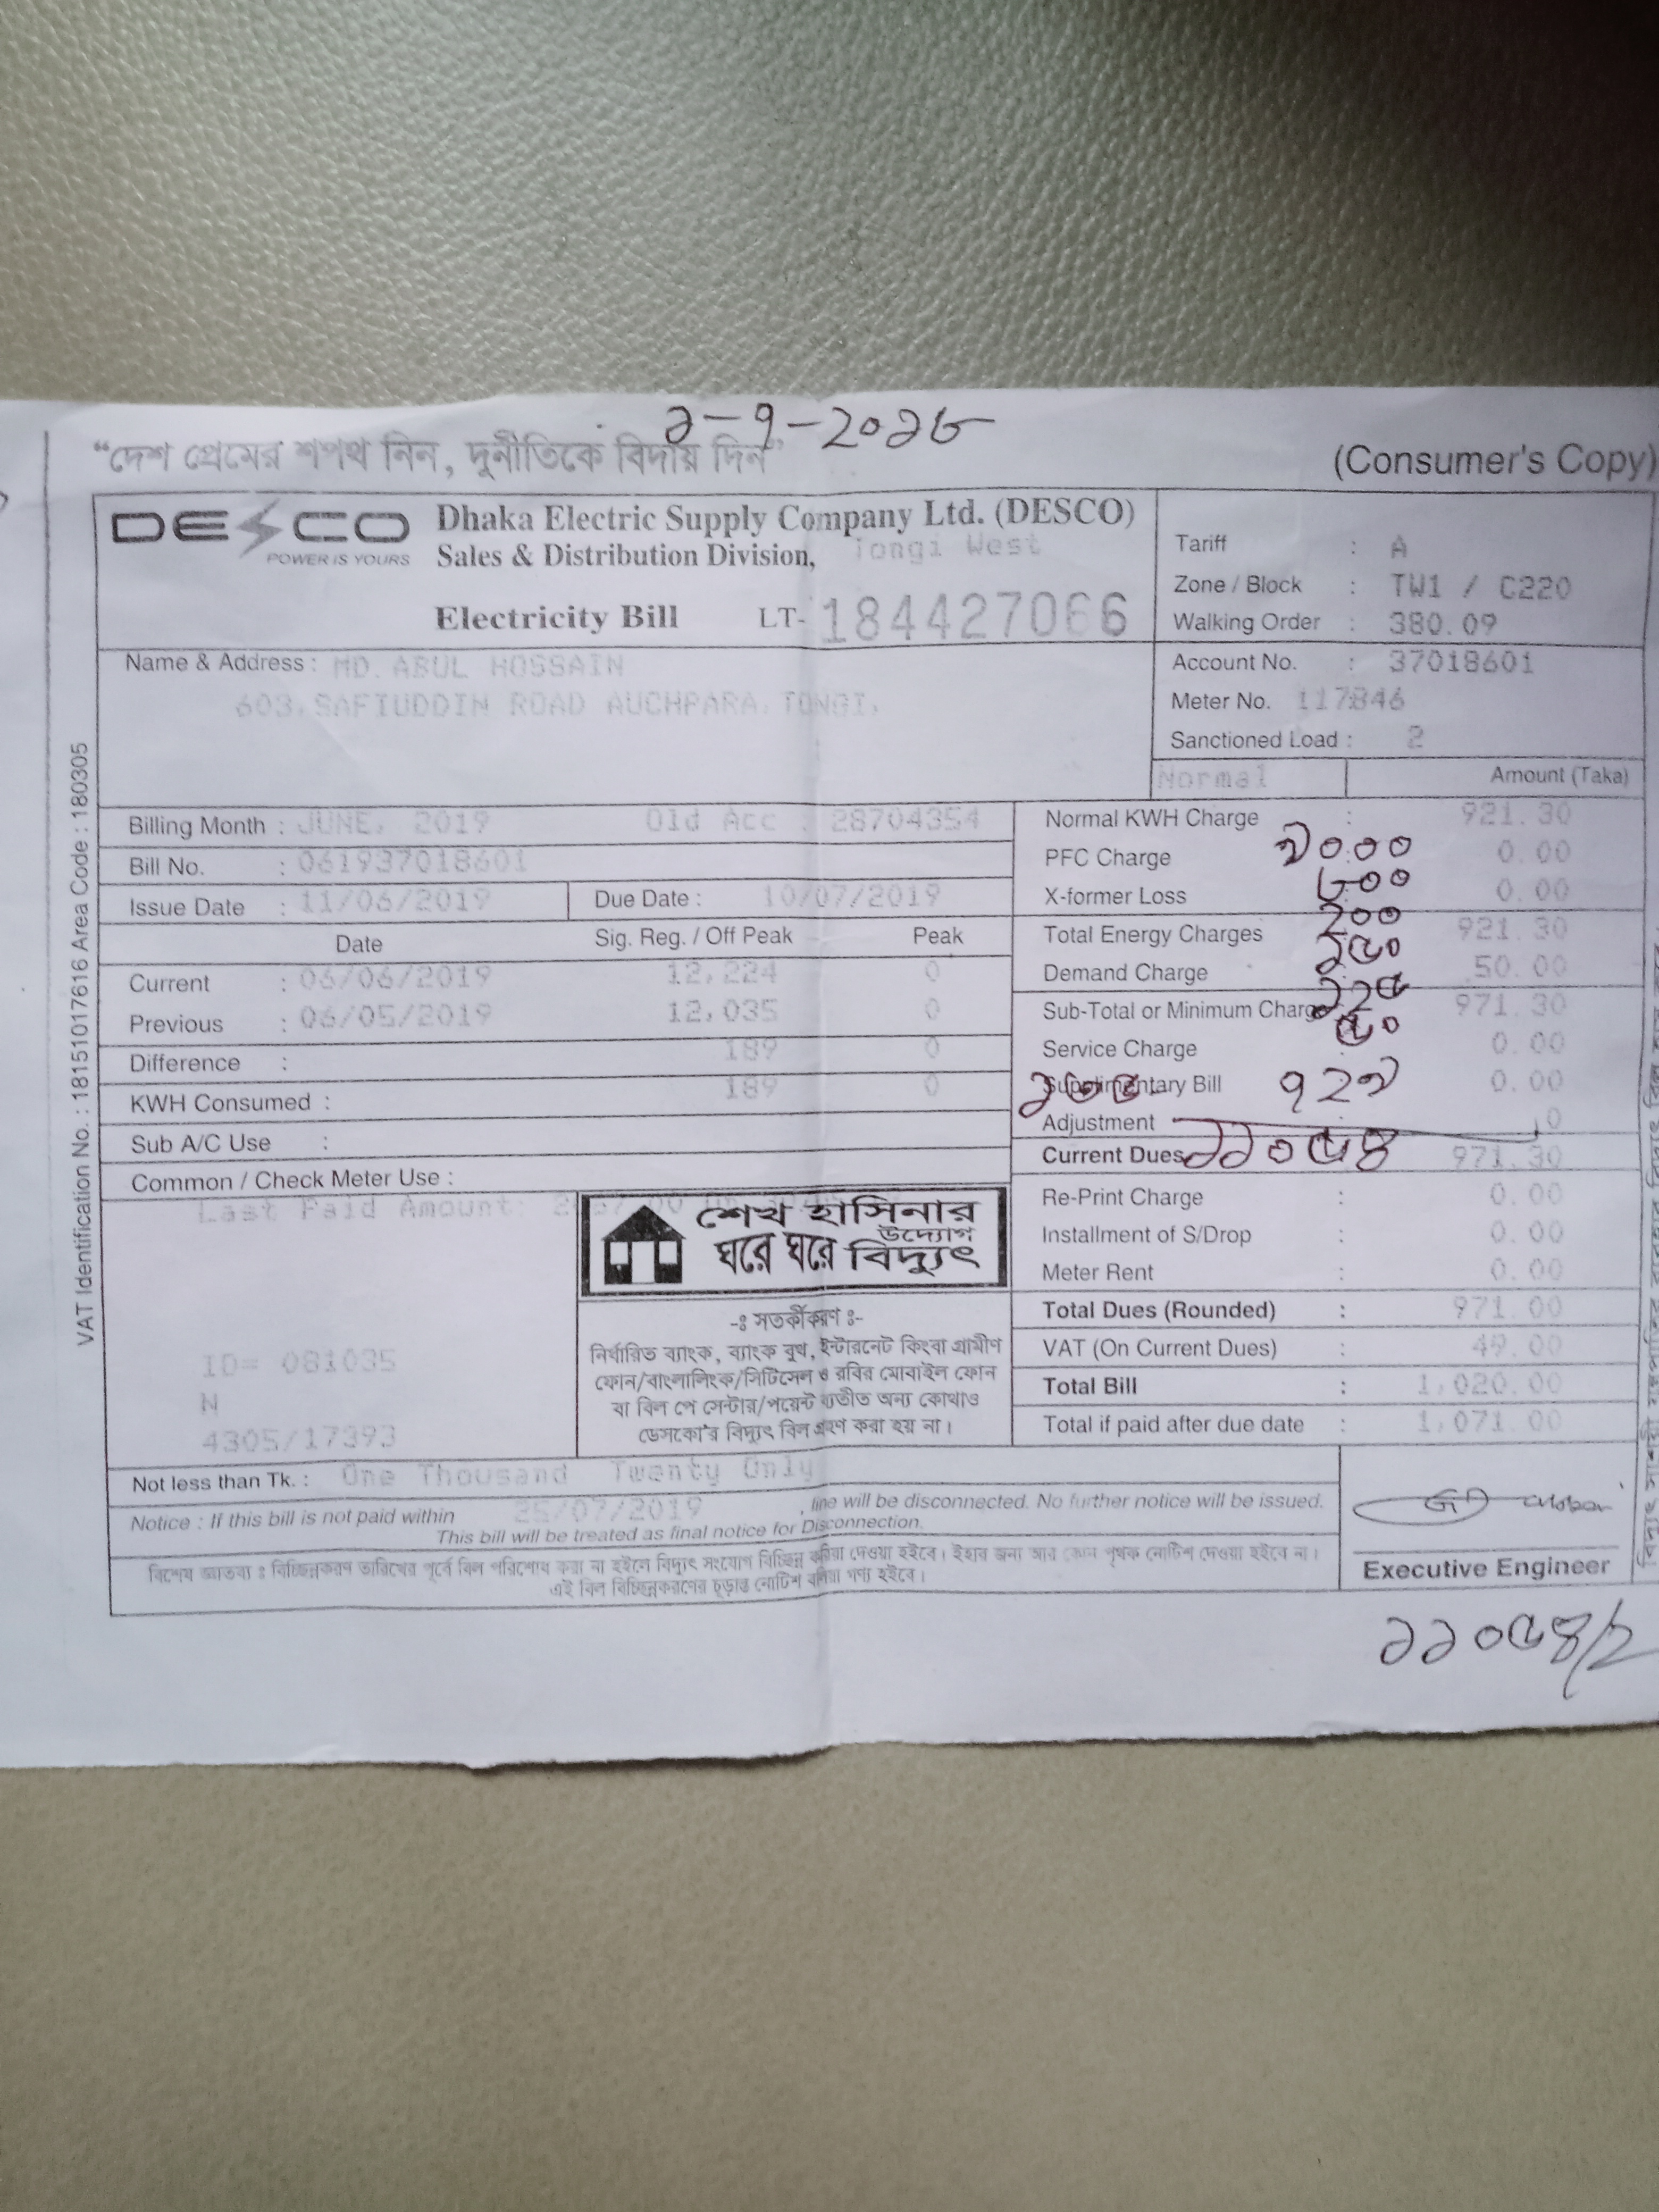 ১-৭-২০১৬
“দেশ প্রেমের শপথ নিন, দুর্নীতিকে বিদায় দিন”
(Consumer's Copy)
DESCO
POWER IS YOURS
Dhaka Electric Supply Company Ltd. (DESCO)
Sales & Distribution Division, Tongi West
Electricity Bill LT- 184427066
Tariff : A
Zone / Block : TW1 / C220
Walking Order : 380.09
Name & Address : MD. ABUL HOSSAIN
603, SAFIUDDIN ROAD AUCHPARA, TONGI,
Account No. : 37018601
Meter No. 117846
Sanctioned Load : 2
Normal Amount (Taka)
VAT Identification No. : 18151017616 Area Code : 180305
Billing Month : JUNE, 2019 Old Acc : 28704354
Bill No. : 061937018601
Issue Date : 11/06/2019 Due Date : 10/07/2019
Date Sig. Reg. / Off Peak Peak
Current : 06/06/2019 12,224 0
Previous : 06/05/2019 12,035 0
Difference : 189 0
KWH Consumed : 189 0
Sub A/C Use :
Common / Check Meter Use :
Last Paid Amount:
ID= 081035
N
4305/17393
শেখ হাসিনার
উদ্যোগ
ঘরে ঘরে বিদ্যুৎ
-ঃ সতর্কীকরণ ঃ-
নির্ধারিত ব্যাংক, ব্যাংক বুথ, ইন্টারনেট কিংবা গ্রামীণ
ফোন/বাংলালিংক/সিটিসেল ও রবির মোবাইল ফোন
বা বিল পে সেন্টার/পয়েন্ট ব্যতীত অন্য কোথাও
ডেসকো'র বিদ্যুৎ বিল গ্রহণ করা হয় না।
Normal KWH Charge : 921.30
PFC Charge 0.00
X-former Loss 0.00
Total Energy Charges 921.30
Demand Charge 50.00
Sub-Total or Minimum Charge 971.30
Service Charge 0.00
Supplimentary Bill 0.00
Adjustment 0
Current Dues 971.30
৯০০০
৬০০
২০০
২৫০
২২৫
৫০
৭২৯
১১০৫৪
Re-Print Charge : 0.00
Installment of S/Drop : 0.00
Meter Rent : 0.00
Total Dues (Rounded) : 971.00
VAT (On Current Dues) : 49.00
Total Bill : 1,020.00
Total if paid after due date : 1,071.00
Not less than Tk. : One Thousand Twenty Only
Notice : If this bill is not paid within 25/07/2019, line will be disconnected. No further notice will be issued.
This bill will be treated as final notice for Disconnection.
বিশেষ জ্ঞাতব্য ঃ বিচ্ছিন্নকরণ তারিখের পূর্বে বিল পরিশোধ করা না হইলে বিদ্যুৎ সংযোগ বিচ্ছিন্ন করিয়া দেওয়া হইবে। ইহার জন্য আর কোন পৃথক নোটিশ দেওয়া হইবে না।
এই বিল বিচ্ছিন্নকরণের চূড়ান্ত নোটিশ বলিয়া গণ্য হইবে।
Executive Engineer
১১০৫৪/২